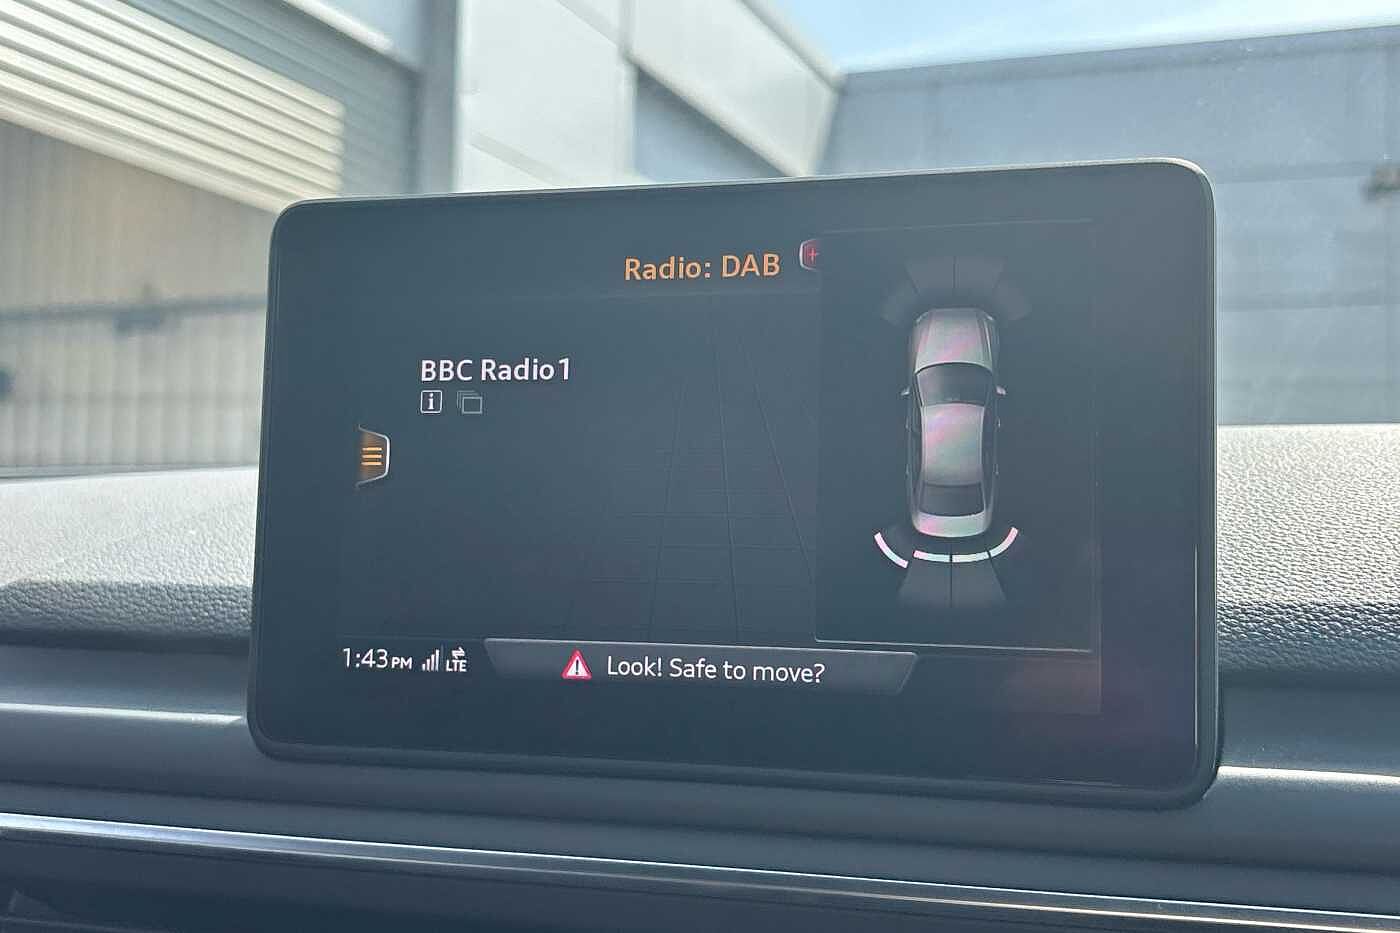 Radio: DAB
BBC Radio1
1:43PM LTE
Look! Safe to move?